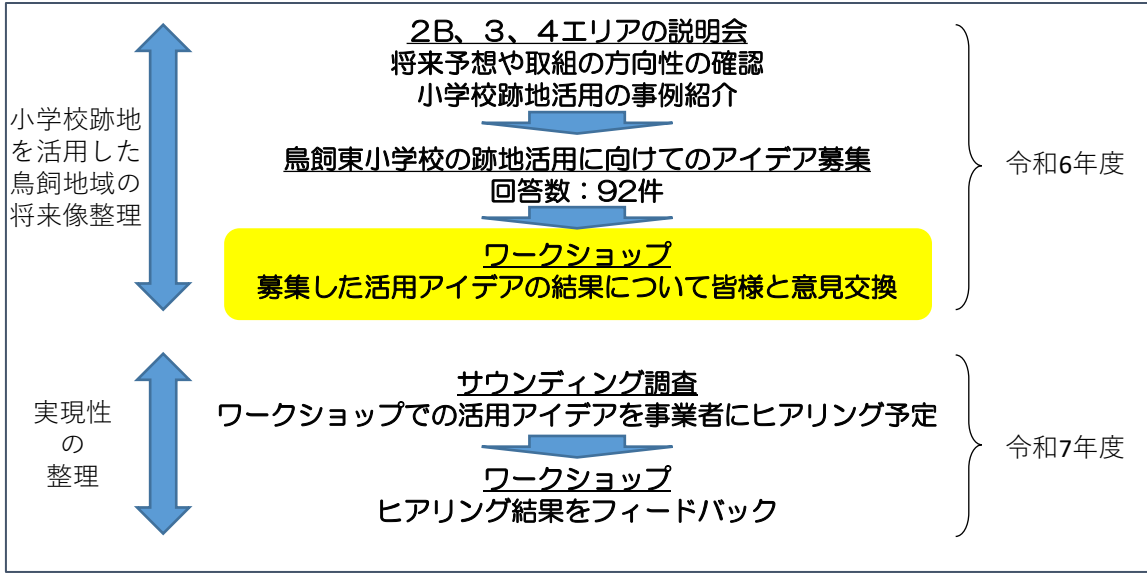 2B、3、4エリアの説明会
将来予想や取組の方向性の確認
小学校跡地活用の事例紹介
小学校跡地
を活用した
鳥飼地域の
将来像整理
鳥飼東小学校の跡地活用に向けてのアイデア募集
回答数：92件
令和6年度
ワークショップ
募集した活用アイデアの結果について皆様と意見交換
実現性
の
整理
サウンディング調査
ワークショップでの活用アイデアを事業者にヒアリング予定
令和7年度
ワークショップ
ヒアリング結果をフィードバック